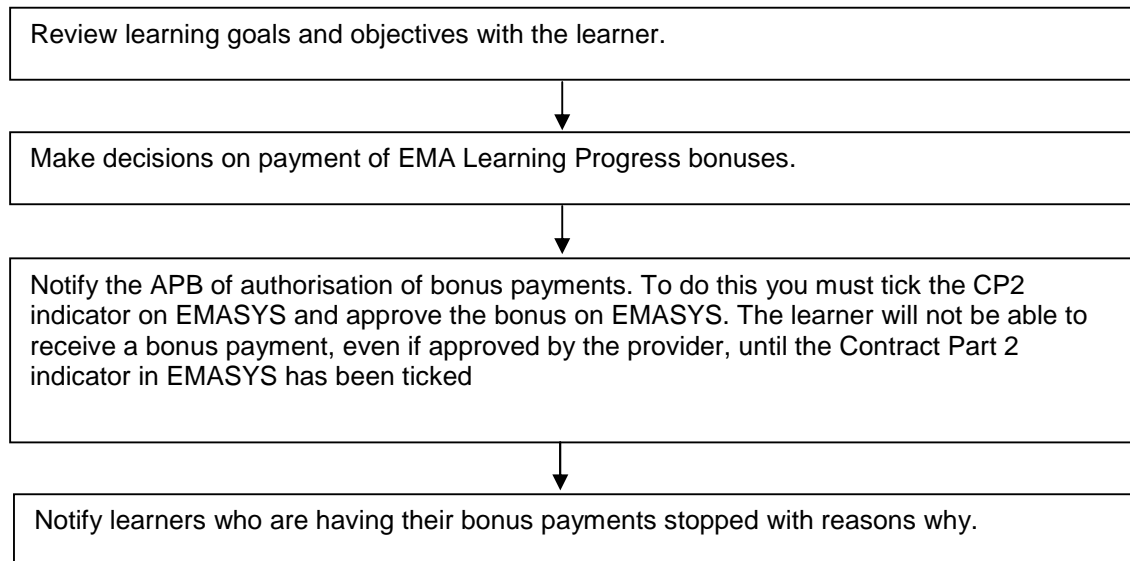 Review learning goals and objectives with the learner.
Make decisions on payment of EMA Learning Progress bonuses.
Notify the APB of authorisation of bonus payments. To do this you must tick the CP2
indicator on EMASYS and approve the bonus on EMASYS. The learner will not be able to
receive a bonus payment, even if approved by the provider, until the Contract Part 2
indicator in EMASYS has been ticked
Notify learners who are having their bonus payments stopped with reasons why.